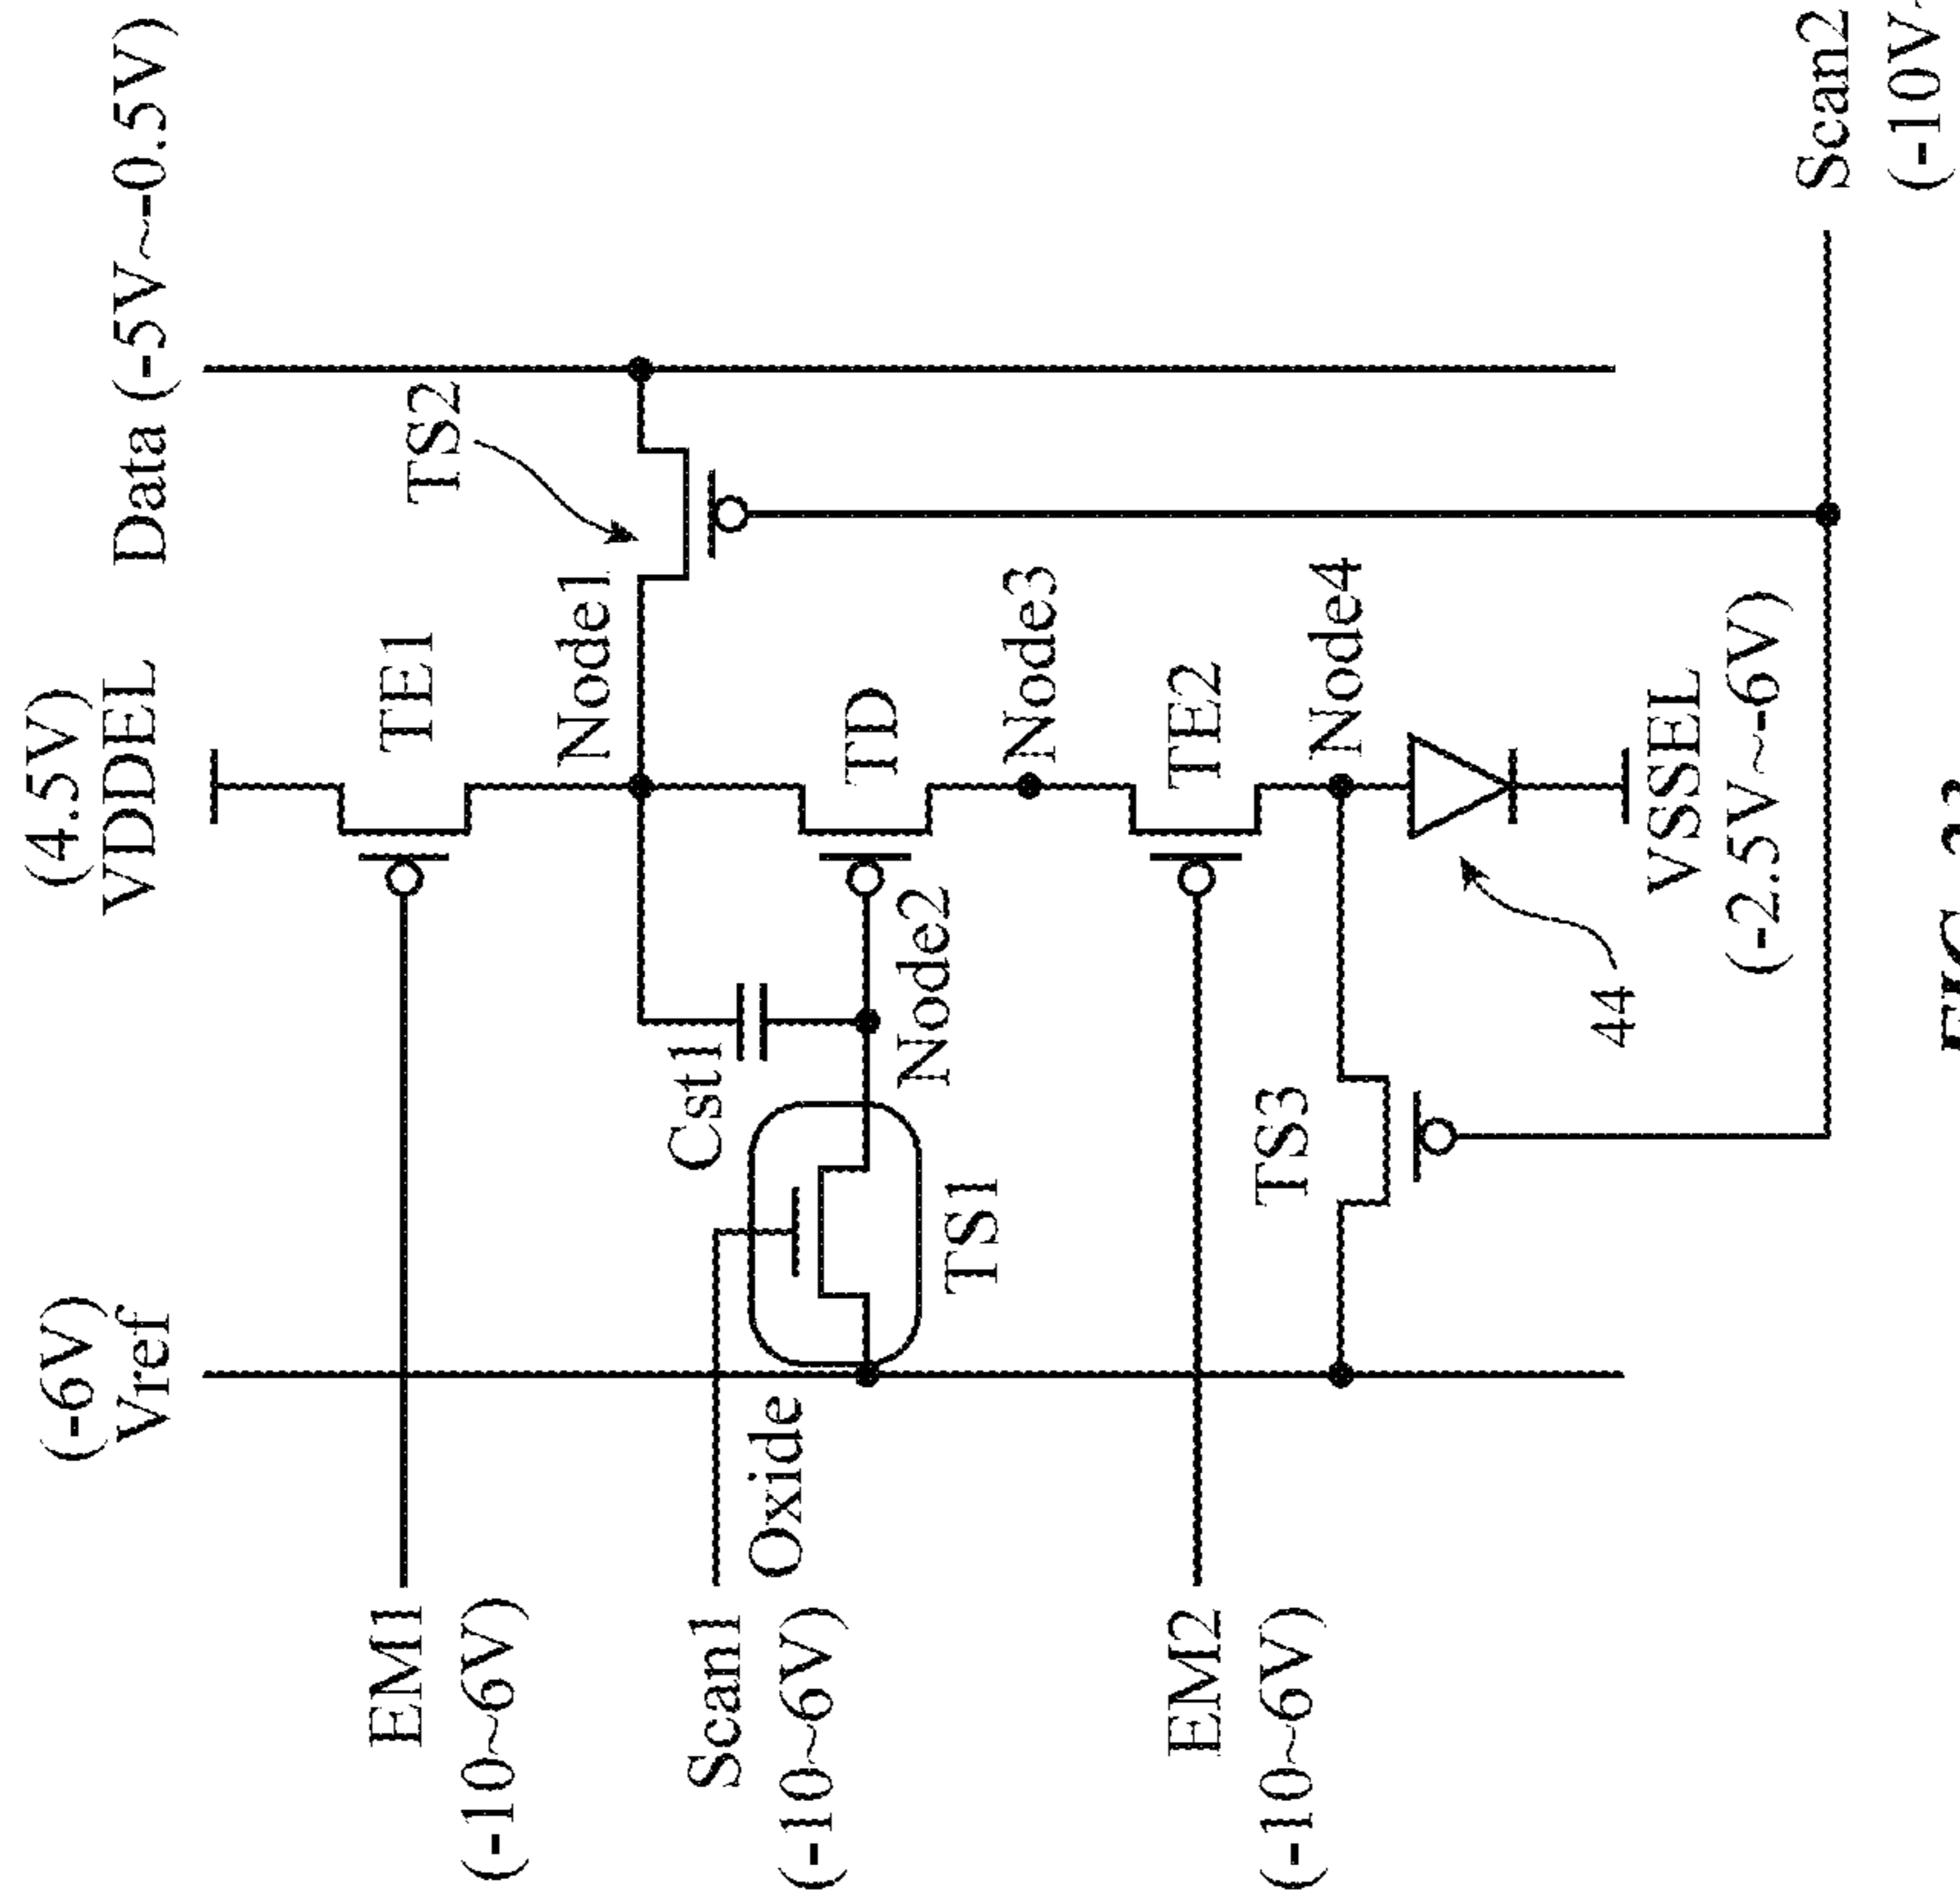 (-6V)
Vref
(4.5V)
VDDEL
Data (-5V~-0.5V)
EM1
(-10~6V)
TE1
TS2
Node1
Scan1
(-10~6V)
Oxide
Cst1
TS1
Node2
TD
Node3
EM2
(-10~6V)
TE2
TS3
Node4
44
VSSEL
(-2.5V~-6V)
Scan2
(-10V~